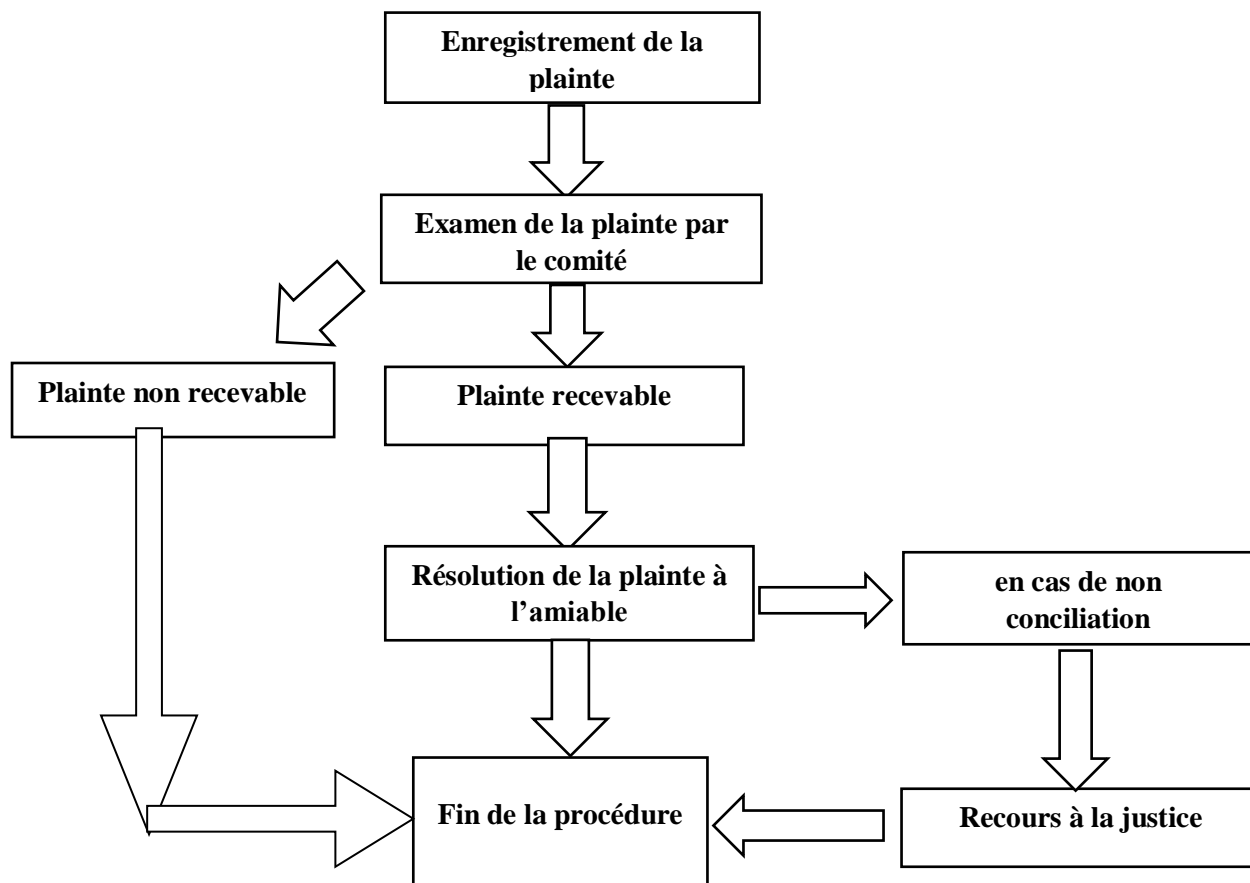 Enregistrement de la
plainte
Examen de la plainte par
le comité
Plainte non recevable
Plainte recevable
Résolution de la plainte à
l’amiable
en cas de non
conciliation
Fin de la procédure
Recours à la justice